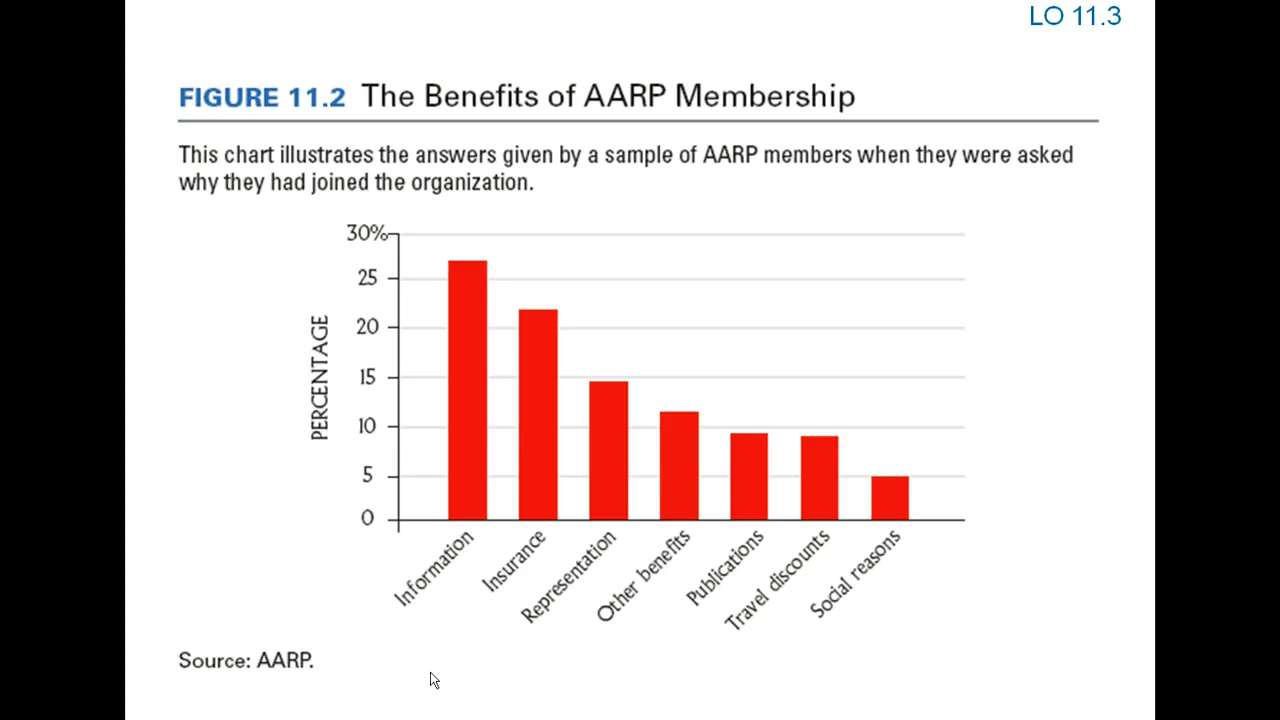 LO 11.3
FIGURE 11.2 The Benefits of AARP Membership
This chart illustrates the answers given by a sample of AARP members when they were asked
why they had joined the organization.
30%
25
20
15
10
5
0
PERCENTAGE
Information
Insurance
Representation
Other benefits
Publications
Travel discounts
Social reasons
Source: AARP.